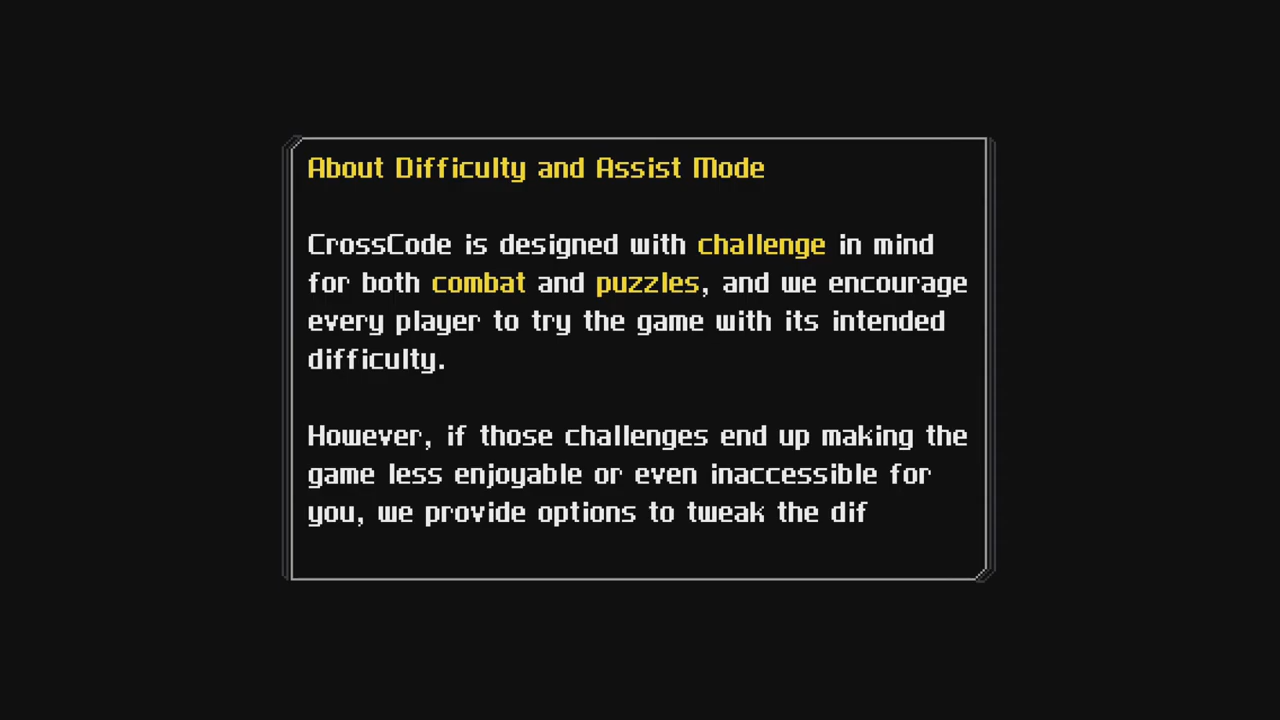 About Difficulty and Assist Mode
CrossCode is designed with challenge in mind
for both combat and puzzles, and we encourage
every player to try the game with its intended
difficulty.
However, if those challenges end up making the
game less enjoyable or even inaccessible for
you, we provide options to tweak the dif